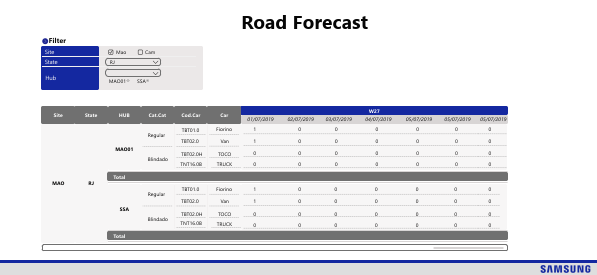 Road Forecast
Filter
Site Mao Cam
State RJ
Hub
MAO01 SSA
W27
Site State HUB Cat.Cat Cod.Car Car 01/07/2019 02/07/2019 03/07/2019 04/07/2019 05/07/2019 05/07/2019 05/07/2019
TBT01.0 Fiorino 1 0 0 0 0 0 0
Regular
TBT02.0 Van 1 0 0 0 0 0 0
MAO01
TBT02.0H TOCO 0 0 0 0 0 0 0
Blindado
TNT16.0B TRUCK 0 0 0 0 0 0 0
Total
MAO RJ
TBT01.0 Fiorino 1 0 0 0 0 0 0
Regular
TBT02.0 Van 1 0 0 0 0 0 0
SSA
TBT02.0H TOCO 0 0 0 0 0 0 0
Blindado
TNT16.0B TRUCK 0 0 0 0 0 0 0
Total
SAMSUNG